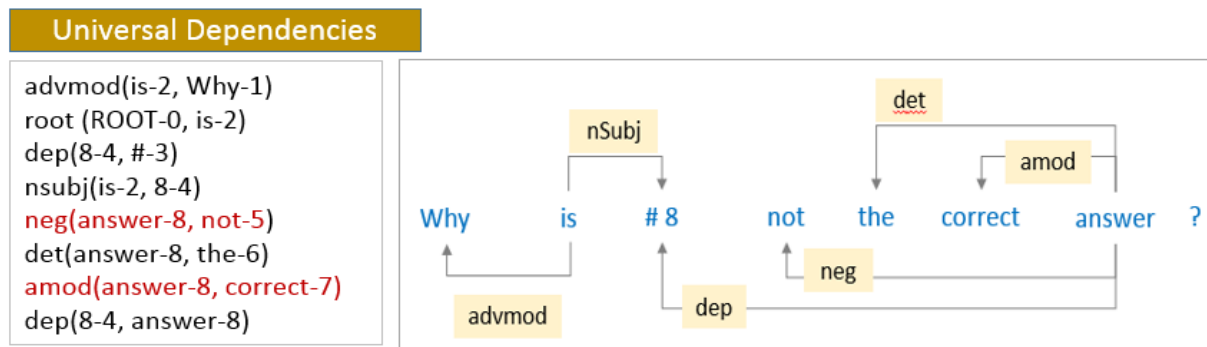 Universal Dependencies
advmod(is-2, Why-1)
root (ROOT-0, is-2)
dep(8-4, #-3)
nsubj(is-2, 8-4)
neg(answer-8, not-5)
det(answer-8, the-6)
amod(answer-8, correct-7)
dep(8-4, answer-8)
det
nSubj
amod
Why is # 8 not the correct answer ?
neg
dep
advmod